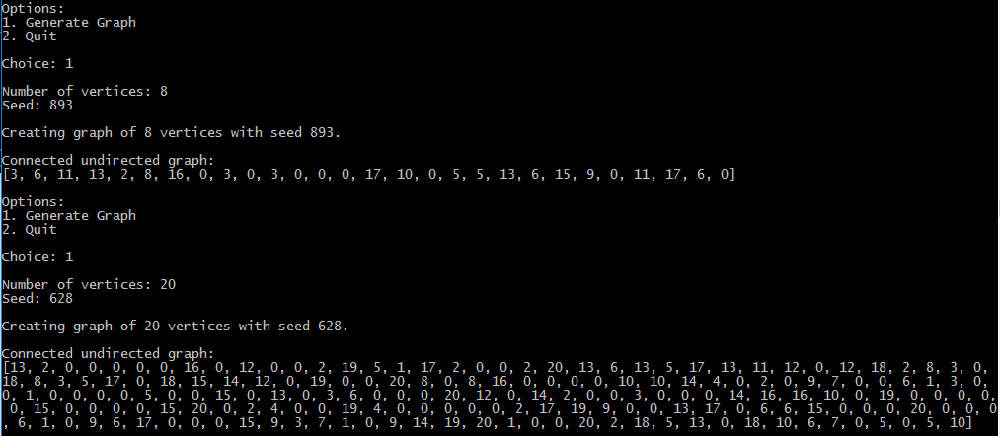 Options:
1. Generate Graph
2. Quit
Choice: 1
Number of vertices: 8
Seed: 893
Creating graph of 8 vertices with seed 893.
Connected undirected graph:
[3, 6, 11, 13, 2, 8, 16, 0, 3, 0, 3, 0, 0, 0, 17, 10, 0, 5, 5, 13, 6, 15, 9, 0, 11, 17, 6, 0]
Options:
1. Generate Graph
2. Quit
Choice: 1
Number of vertices: 20
Seed: 628
Creating graph of 20 vertices with seed 628.
Connected undirected graph:
[13, 2, 0, 0, 0, 0, 0, 16, 0, 12, 0, 0, 2, 19, 5, 1, 17, 2, 0, 0, 2, 20, 13, 6, 13, 5, 17, 13, 11, 12, 0, 12, 18, 2, 8, 3, 0,
18, 8, 3, 5, 17, 0, 18, 15, 14, 12, 0, 19, 0, 0, 20, 8, 0, 8, 16, 0, 0, 0, 0, 10, 10, 14, 4, 0, 2, 0, 9, 7, 0, 0, 6, 1, 3, 0,
0, 1, 0, 0, 0, 0, 5, 0, 0, 15, 0, 13, 0, 3, 6, 0, 0, 0, 20, 12, 0, 14, 2, 0, 0, 3, 0, 0, 0, 14, 16, 16, 10, 0, 19, 0, 0, 0, 0,
0, 15, 0, 0, 0, 0, 15, 20, 0, 2, 4, 0, 0, 19, 4, 0, 0, 0, 0, 0, 2, 17, 19, 9, 0, 0, 13, 17, 0, 6, 6, 15, 0, 0, 0, 20, 0, 0, 0
, 6, 1, 0, 9, 6, 17, 0, 0, 0, 15, 9, 3, 7, 1, 0, 9, 14, 19, 20, 1, 0, 0, 20, 2, 18, 5, 13, 0, 18, 10, 6, 7, 0, 5, 0, 5, 10]